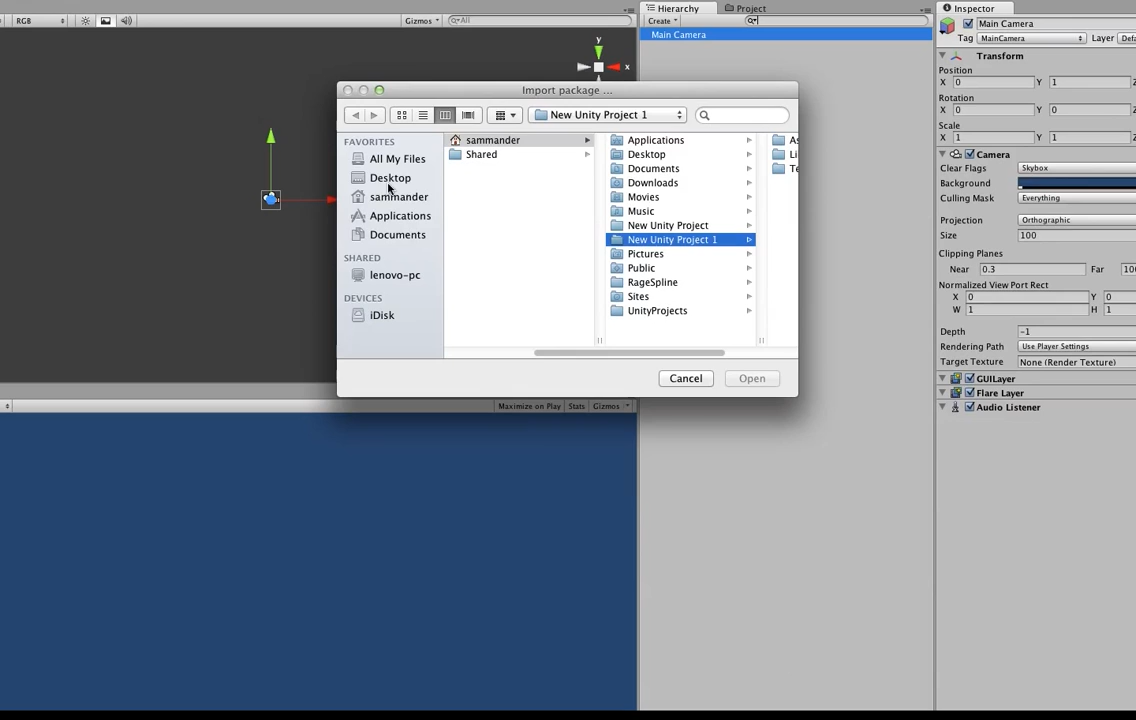 Hierarchy
Project
Inspector
RGB
Gizmos
All
Create
Main Camera
Main Camera
Tag
MainCamera
Layer
Transform
Position
X 0 Y 1
Rotation
X 0 Y 0
Scale
X 1 Y 1
y
x
Import package ...
New Unity Project 1
FAVORITES
All My Files
Desktop
sammander
Applications
Documents
SHARED
lenovo-pc
DEVICES
iDisk
sammander
Shared
Applications
Desktop
Documents
Downloads
Movies
Music
New Unity Project
New Unity Project 1
Pictures
Public
RageSpline
Sites
UnityProjects
Cancel
Open
Camera
Clear Flags Skybox
Background
Culling Mask Everything
Projection Orthographic
Size 100
Clipping Planes
Near 0.3 Far
Normalized View Port Rect
X 0 Y 0
W 1 H 1
Depth -1
Rendering Path Use Player Settings
Target Texture None (Render Texture)
GUILayer
Flare Layer
Audio Listener
Maximize on Play
Stats
Gizmos